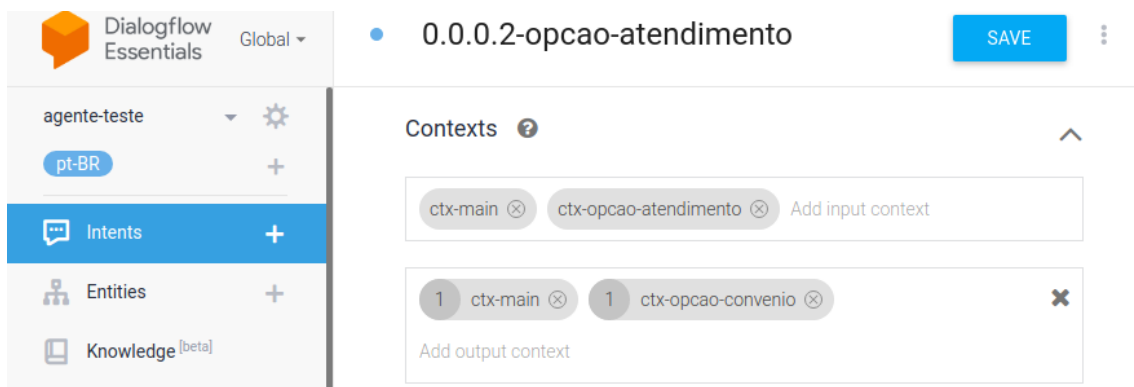 Dialogflow
Essentials
Global
0.0.0.2-opcao-atendimento
SAVE
agente-teste
pt-BR
Contexts
ctx-main ctx-opcao-atendimento Add input context
Intents
Entities
1 ctx-main 1 ctx-opcao-convenio
Knowledge [beta]
Add output context